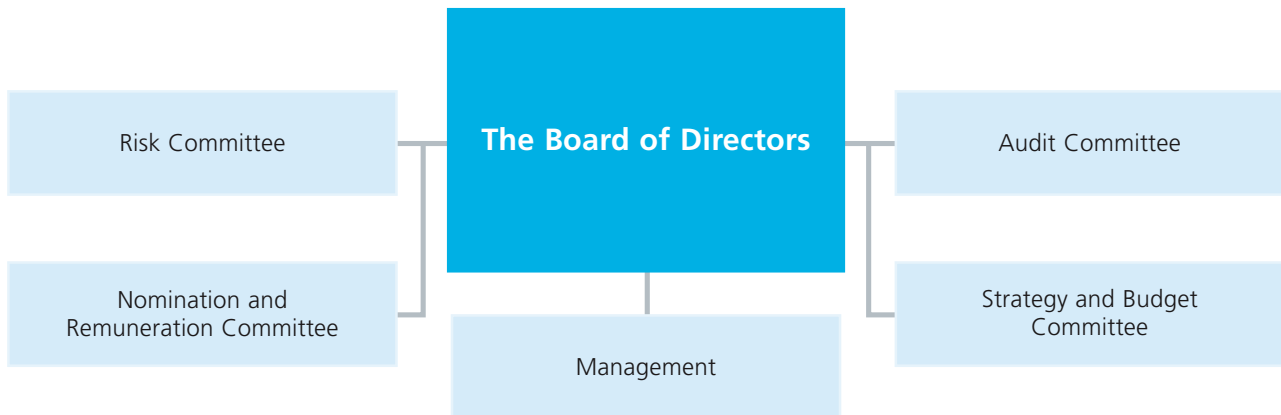 The Board of Directors
Risk Committee
Audit Committee
Nomination and
Remuneration Committee
Strategy and Budget
Committee
Management